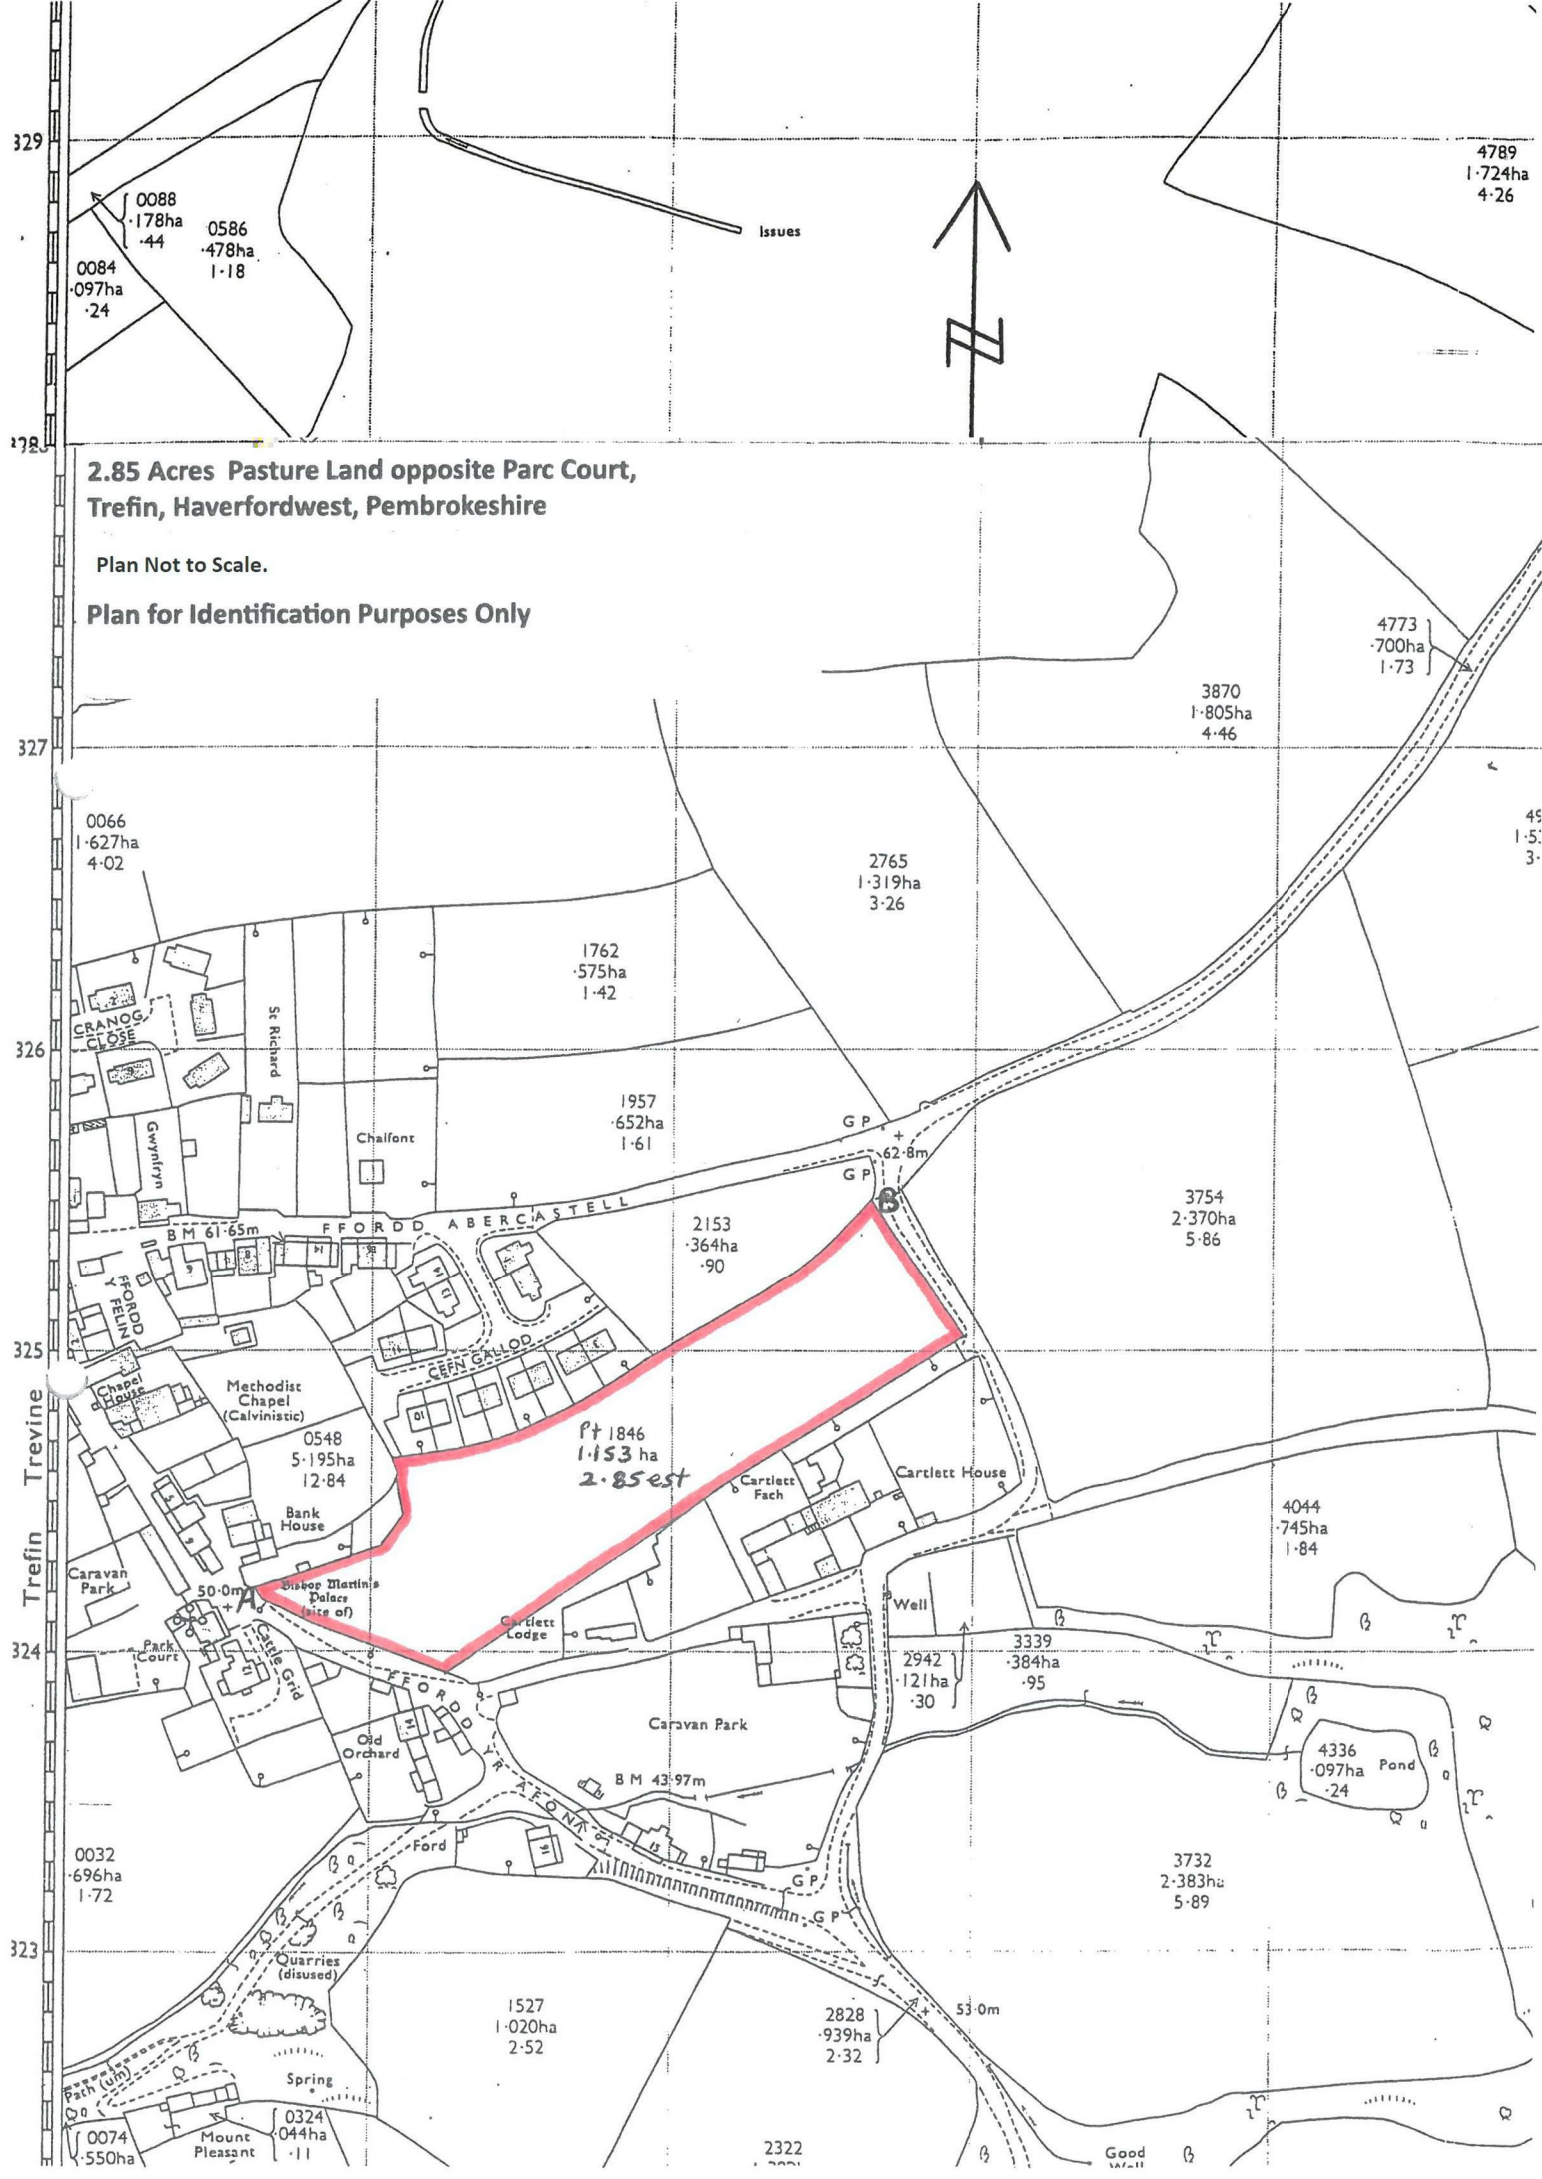 329
4789
1·724ha
4·26
0088
·178ha
·44
0586
·478ha
1·18
Issues
0084
·097ha
·24
N
2.85 Acres Pasture Land opposite Parc Court,
Trefin, Haverfordwest, Pembrokeshire
Plan Not to Scale.
Plan for Identification Purposes Only
4773
·700ha
1·73
3870
1·805ha
4·46
327
0066
1·627ha
4·02
2765
1·319ha
3·26
1762
·575ha
1·42
CRANOG
CLOSE
St Richard
326
1957
·652ha
1·61
Gwynfryn
Chalfont
G P
62·8m
G P
B
3754
2·370ha
5·86
FFORDD ABERCASTELL
BM 61·65m
2153
·364ha
·90
FFORDD
Y FELIN
325
CEFN GALLOD
Chapel
House
Methodist
Chapel
(Calvinistic)
0548
5·195ha
12·84
Pt 1846
1.153 ha
2.85 est
Cartlett
Fach
Cartlett House
Bank
House
4044
·745ha
1·84
Trefin Trevine
Caravan
Park
50·0m
A
Bishop Martin's
Palace
(site of)
Cartlett
Lodge
Well
324
Park
Court
Cattle Grid
3339
·384ha
·95
2942
·121ha
·30
FFORDD YR AFON
Old
Orchard
Caravan Park
4336
·097ha
·24
Pond
BM 43·97m
Ford
0032
·696ha
1·72
3732
2·383ha
5·89
G P
G P
323
Quarries
(disused)
1527
1·020ha
2·52
2828
·939ha
2·32
53·0m
Path (um)
Spring
0324
·044ha
·11
Mount
Pleasant
0074
·550ha
2322
Good
Well